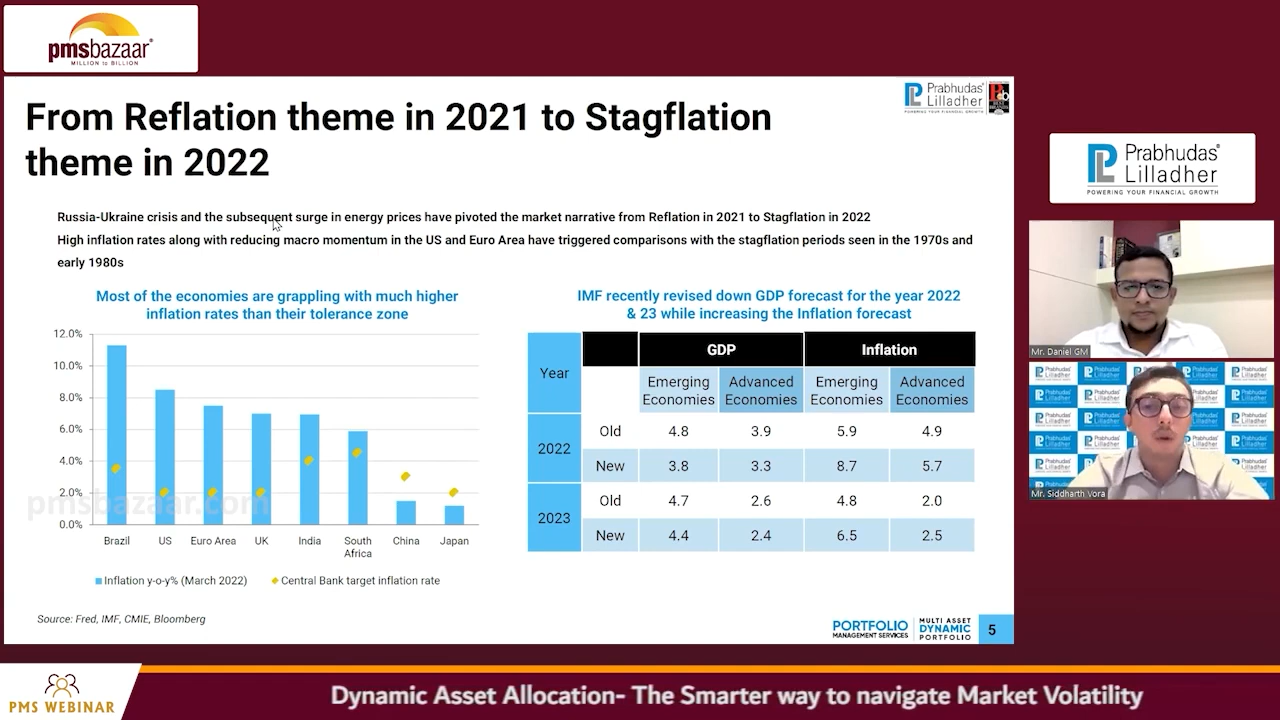 pmsbazaar®
MILLION to BILLION
Prabhudas®
Lilladher
POWERING YOUR FINANCIAL GROWTH
From Reflation theme in 2021 to Stagflation
theme in 2022
Russia-Ukraine crisis and the subsequent surge in energy prices have pivoted the market narrative from Reflation in 2021 to Stagflation in 2022
High inflation rates along with reducing macro momentum in the US and Euro Area have triggered comparisons with the stagflation periods seen in the 1970s and
early 1980s
Most of the economies are grappling with much higher
inflation rates than their tolerance zone
12.0%
10.0%
8.0%
6.0%
4.0%
2.0%
0.0%
pmsbazaar.com
Brazil US Euro Area UK India South Africa China Japan
Inflation y-o-y% (March 2022) Central Bank target inflation rate
IMF recently revised down GDP forecast for the year 2022
& 23 while increasing the Inflation forecast
Year GDP Inflation
Emerging Economies Advanced Economies Emerging Economies Advanced Economies
2022
Old 4.8 3.9 5.9 4.9
New 3.8 3.3 8.7 5.7
2023
Old 4.7 2.6 4.8 2.0
New 4.4 2.4 6.5 2.5
Source: Fred, IMF, CMIE, Bloomberg
PORTFOLIO
MANAGEMENT SERVICES
MULTI ASSET
DYNAMIC
PORTFOLIO
5
Prabhudas®
Lilladher
POWERING YOUR FINANCIAL GROWTH
Mr. Daniel GM
Mr. Siddharth Vora
PMS WEBINAR
Dynamic Asset Allocation- The Smarter way to navigate Market Volatility